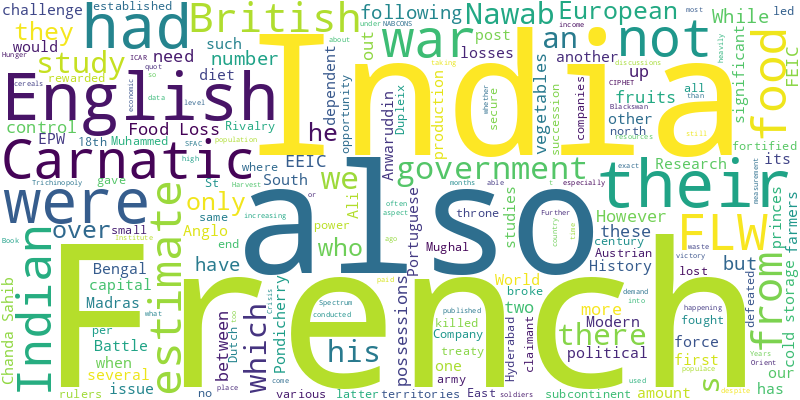 challenge established
they had British following Nawab European
would such war an not food
study need rewarded number out post losses another up
English India
control EPW 18th Muhammed Rivalry he
Food Loss
dependent opportunity diet Dupleix Anwaruddin
production vegetables fruits succession secure
companies other north all significant While led FEIC
income about under NABCONS most heavily discussions
Hunger ICAR quot cereals economic so data level
taking whether CIPHET than Blacksman resources still
Carnatic where EEIC we government Research its fortified
Trichinopoly SFAC high population
were gave St South Alii their
over same only Anglo who also
Harvest or months able t especially exact measurement
Indian estimate small end power have
However studies these princes farmers
often aspect ago increasing Further country time
throne Mughal Portuguese century Austrian History
FLW from
Book institute
Bengal capital Madras which his Pondicherry
French there but lost
Chanda Sahib per Battle when several issue rulers
between Dutch no various latter territories
World broke two more Modern political first
possessions killed Company treaty claimant one army
Hyderabad fought force defeated our cold storage
Spectrum conducted Crisis too paid published
demand into waste victory happening Orient Years
what place come East soldiers subcontinent used
amount s populace despite has